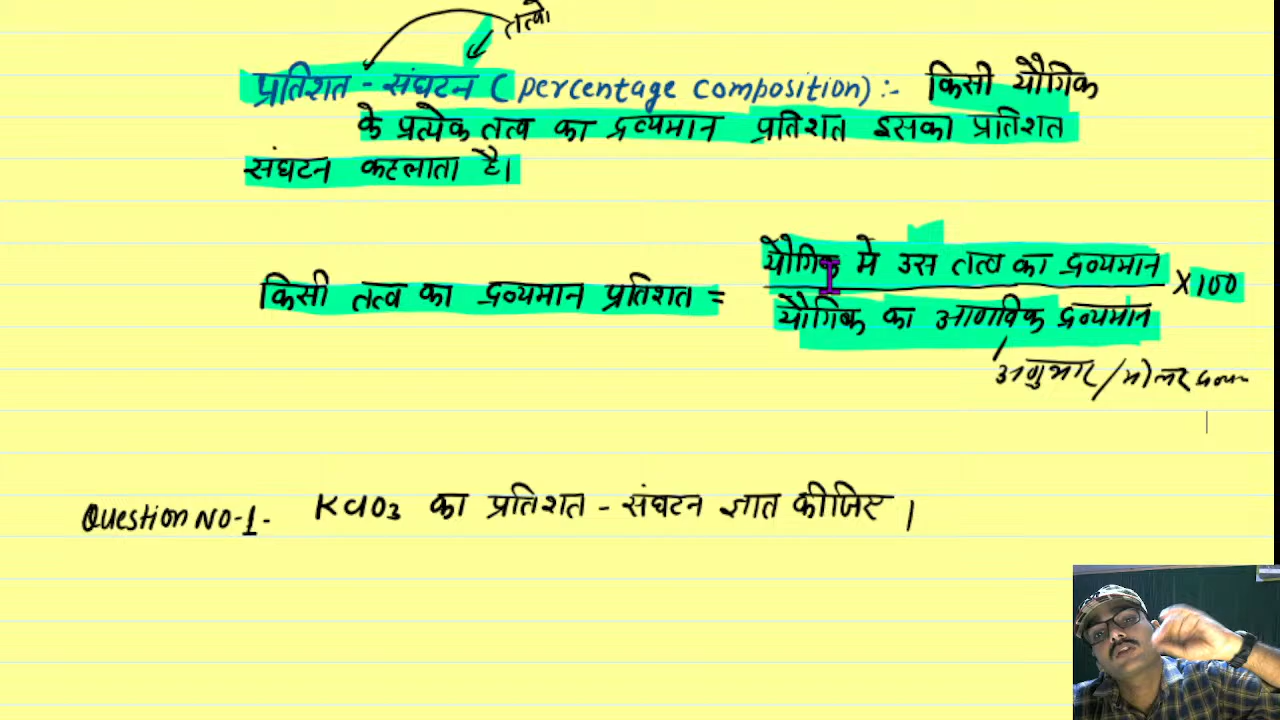 तत्वो
प्रतिशत - संघटन ( percentage composition) :- किसी यौगिक
के प्रत्येक तत्व का द्रव्यमान प्रतिशत इसका प्रतिशत
संघटन कहलाता है।
यौगिक मे उस तत्व का द्रव्यमान
किसी तत्व का द्रव्यमान प्रतिशत = × 100
यौगिक का आणविक द्रव्यमान
अणुभार / मोलर
Question NO-1. KClO3 का प्रतिशत - संघटन ज्ञात कीजिए ।